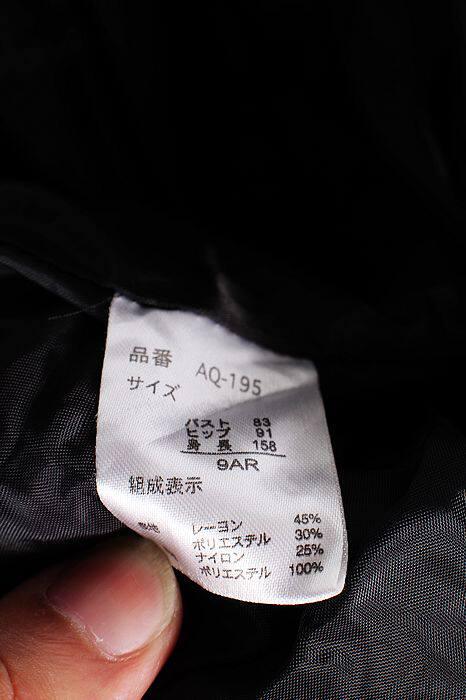 品番 AQ-195
サイズ
バスト 83
ヒップ 91
身長 158
9AR
組成表示
表地 レーヨン 45%
ポリエステル 30%
ナイロン 25%
ポリエステル 100%